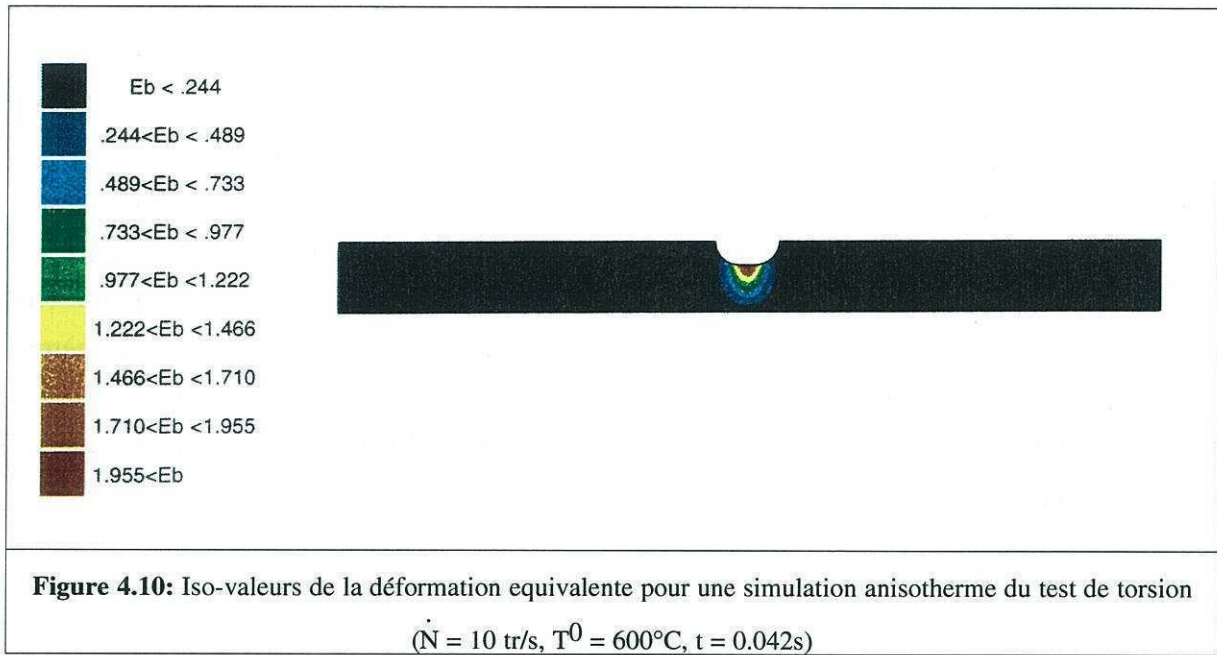 Eb < .244
.244<Eb < .489
.489<Eb < .733
.733<Eb < .977
.977<Eb <1.222
1.222<Eb <1.466
1.466<Eb <1.710
1.710<Eb <1.955
1.955<Eb
Figure 4.10: Iso-valeurs de la déformation equivalente pour une simulation anisotherme du test de torsion
(Ṅ = 10 tr/s, T⁰ = 600°C, t = 0.042s)